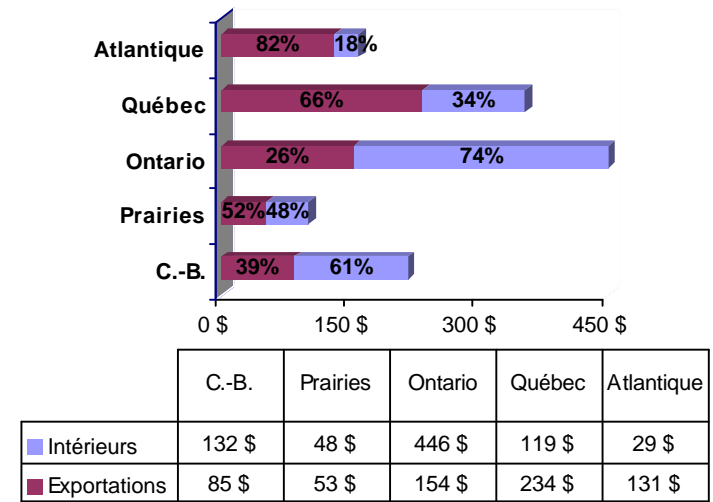 Atlantique 82% 18%
Québec 66% 34%
Ontario 26% 74%
Prairies 52% 48%
C.-B. 39% 61%
0 $ 150 $ 300 $ 450 $
C.-B. Prairies Ontario Québec Atlantique
Intérieurs 132 $ 48 $ 446 $ 119 $ 29 $
Exportations 85 $ 53 $ 154 $ 234 $ 131 $